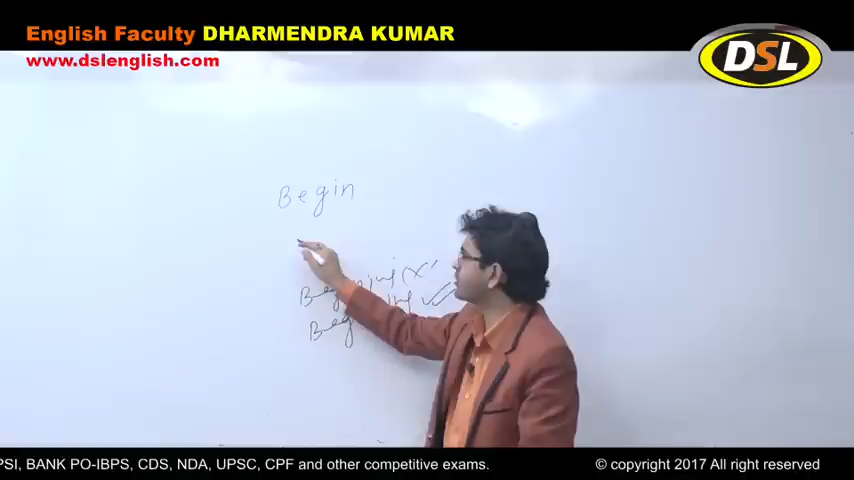 English Faculty DHARMENDRA KUMAR
www.dslenglish.com
DSL
Begin
PSI, BANK PO-IBPS, CDS, NDA, UPSC, CPF and other competitive exams.
© copyright 2017 All right reserved